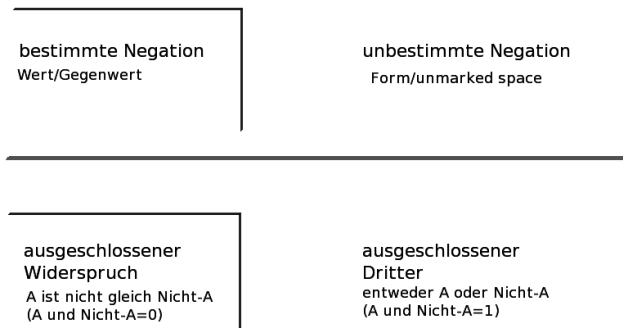 bestimmte Negation
Wert/Gegenwert
unbestimmte Negation
Form/unmarked space
ausgeschlossener
Widerspruch
A ist nicht gleich Nicht-A
(A und Nicht-A=0)
ausgeschlossener
Dritter
entweder A oder Nicht-A
(A und Nicht-A=1)